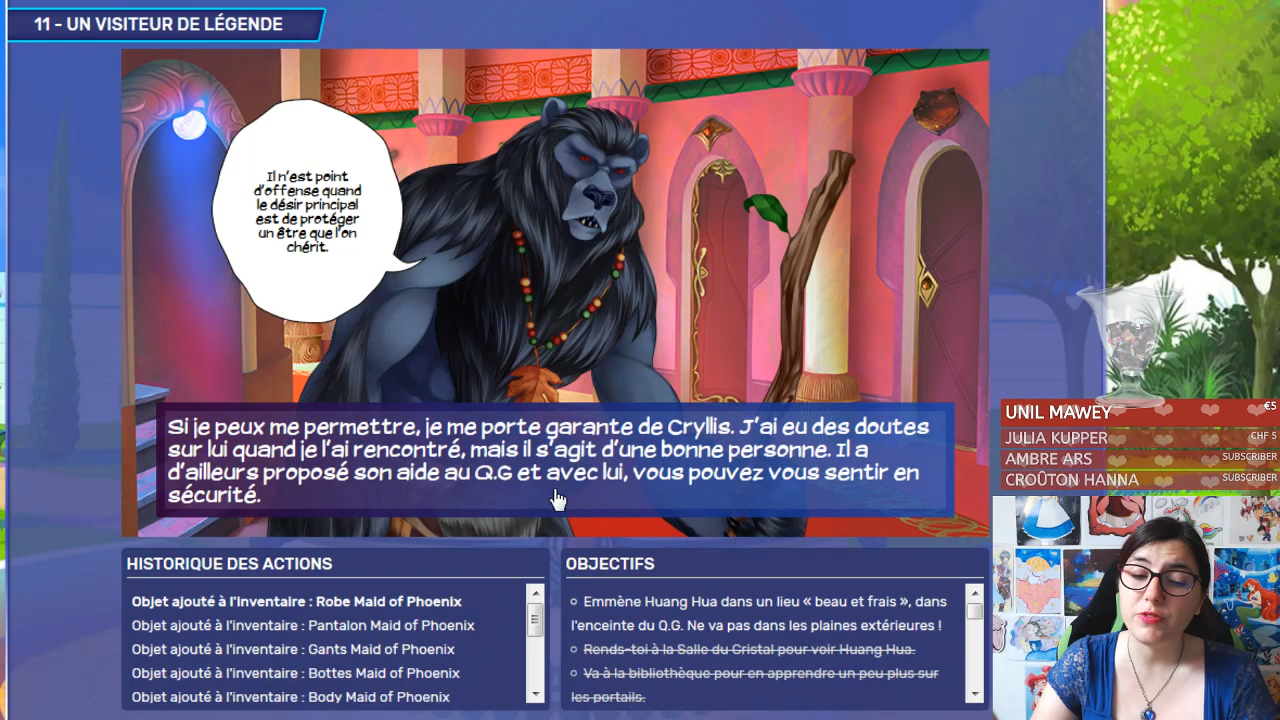 11 - UN VISITEUR DE LÉGENDE
Il n'est point
d'offense quand
le désir principal
est de protéger
un être que l'on
chérit.
Si je peux me permettre, je me porte garante de Cryllis. J'ai eu des doutes
sur lui quand je l'ai rencontré, mais il s'agit d'une bonne personne. Il a
d'ailleurs proposé son aide au Q.G et avec lui, vous pouvez vous sentir en
sécurité.
UNIL MAWEY €5
JULIA KUPPER CHF 5
AMBRE ARS SUBSCRIBER
CROÛTON HANNA SUBSCRIBER
HISTORIQUE DES ACTIONS
Objet ajouté à l'inventaire : Robe Maid of Phoenix
Objet ajouté à l'inventaire : Pantalon Maid of Phoenix
Objet ajouté à l'inventaire : Gants Maid of Phoenix
Objet ajouté à l'inventaire : Bottes Maid of Phoenix
Objet ajouté à l'inventaire : Body Maid of Phoenix
OBJECTIFS
Emmène Huang Hua dans un lieu « beau et frais », dans
l'enceinte du Q.G. Ne va pas dans les plaines extérieures !
Rends-toi à la Salle du Cristal pour voir Huang Hua.
Va à la bibliothèque pour en apprendre un peu plus sur
les portails.